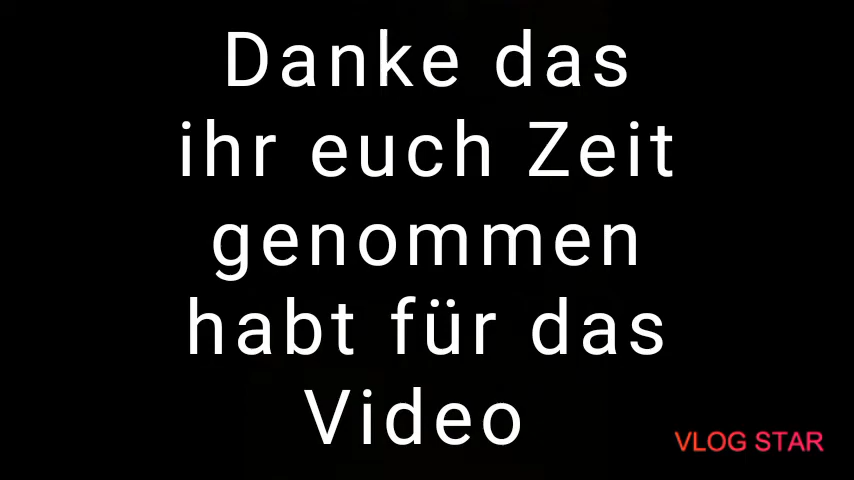 Danke das
ihr euch Zeit
genommen
habt für das
Video
VLOG STAR